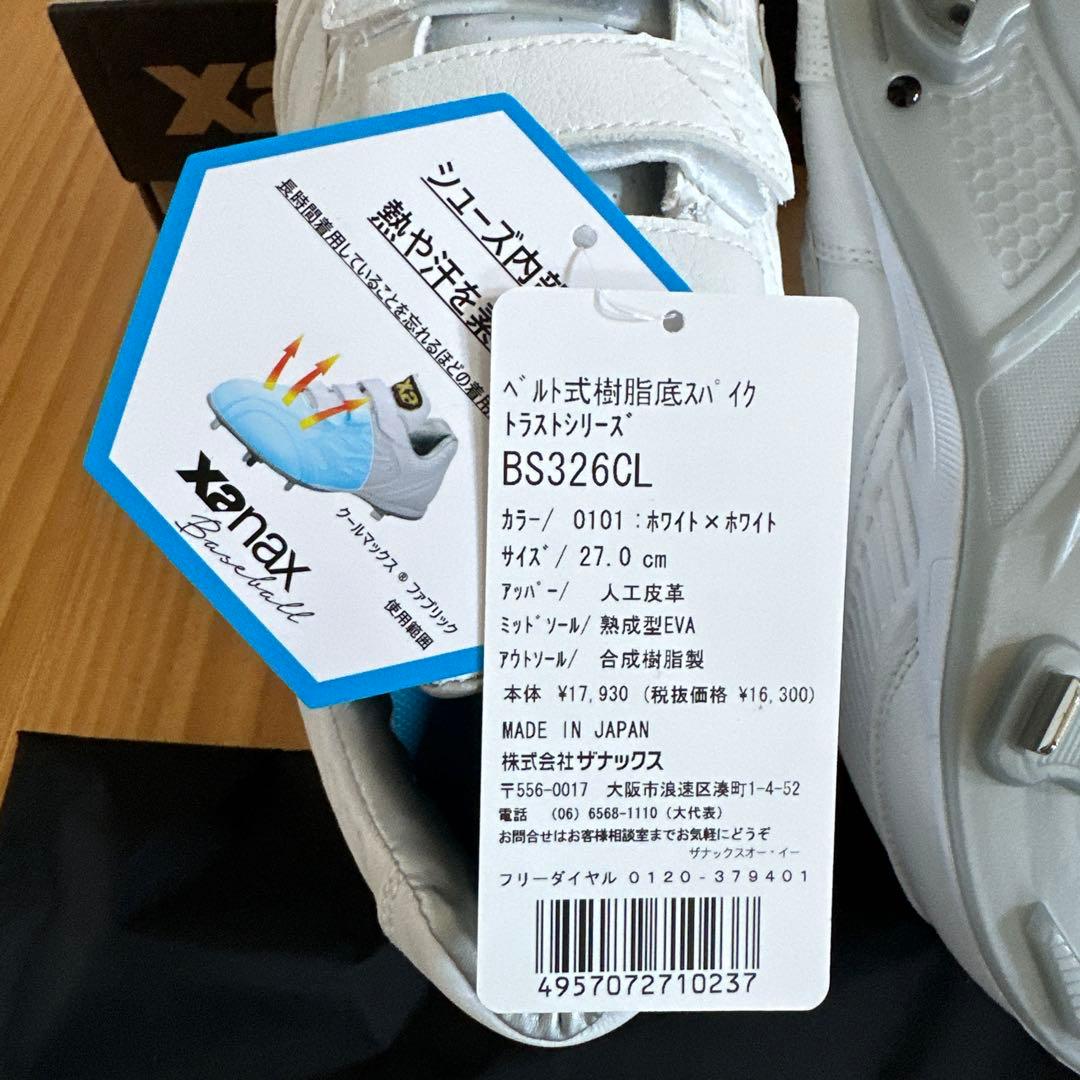 xa
シューズ内部
熱や汗を
長時間着用していることを忘れるほどの着用
xa
xanax
Baseball
クールマックス®ファブリック
使用範囲
ベルト式樹脂底スパイク
トラストシリーズ
BS326CL
カラー/ 0101:ホワイト×ホワイト
サイズ/ 27.0 cm
アッパー/ 人工皮革
ミッドソール/ 熟成型EVA
アウトソール/ 合成樹脂製
本体 ¥17,930 (税抜価格 ¥16,300)
MADE IN JAPAN
株式会社ザナックス
〒556-0017 大阪市浪速区湊町1-4-52
電話 (06) 6568-1110 (大代表)
お問合せはお客様相談室までお気軽にどうぞ
ザナックスオー・イー
フリーダイヤル 0120-379401
4957072710237